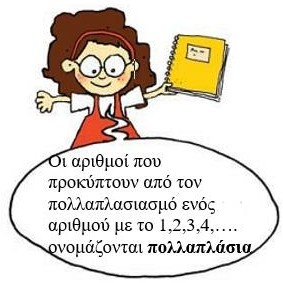 Οι αριθμοί που
προκύπτουν από τον
πολλαπλασιασμό ενός
αριθμού με το 1,2,3,4,….
ονομάζονται πολλαπλάσια